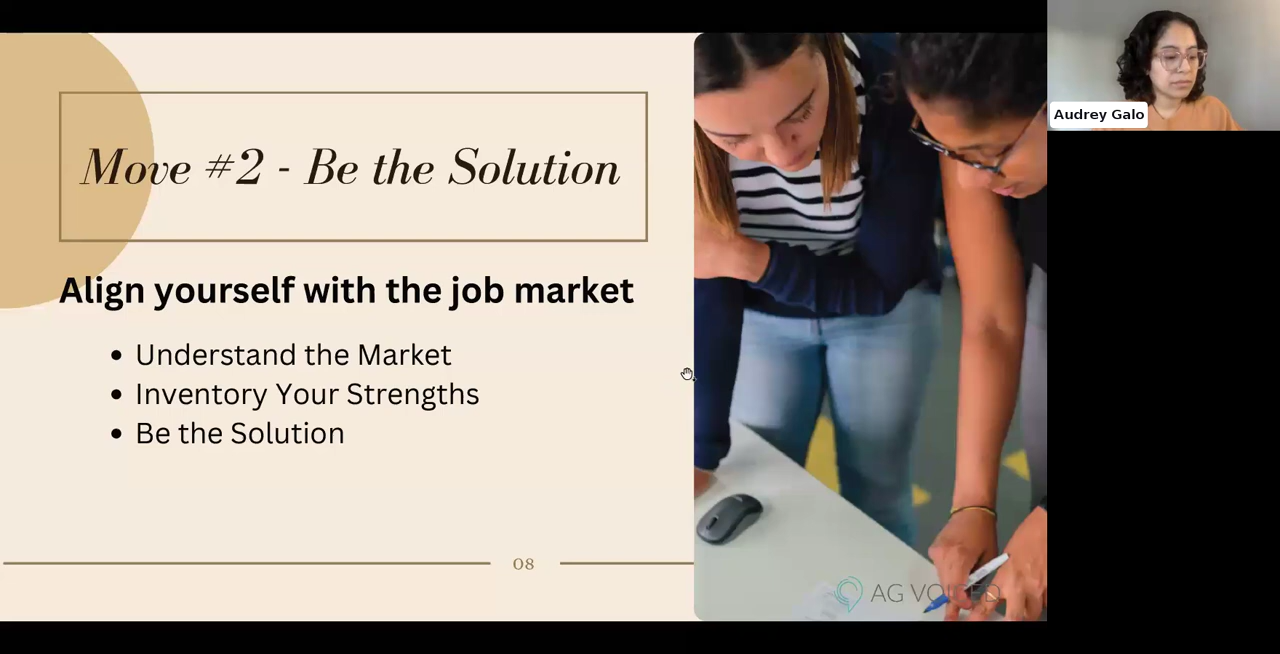 Move #2 - Be the Solution
Align yourself with the job market
Understand the Market
Inventory Your Strengths
Be the Solution
08
AG VOICED
Audrey Galo